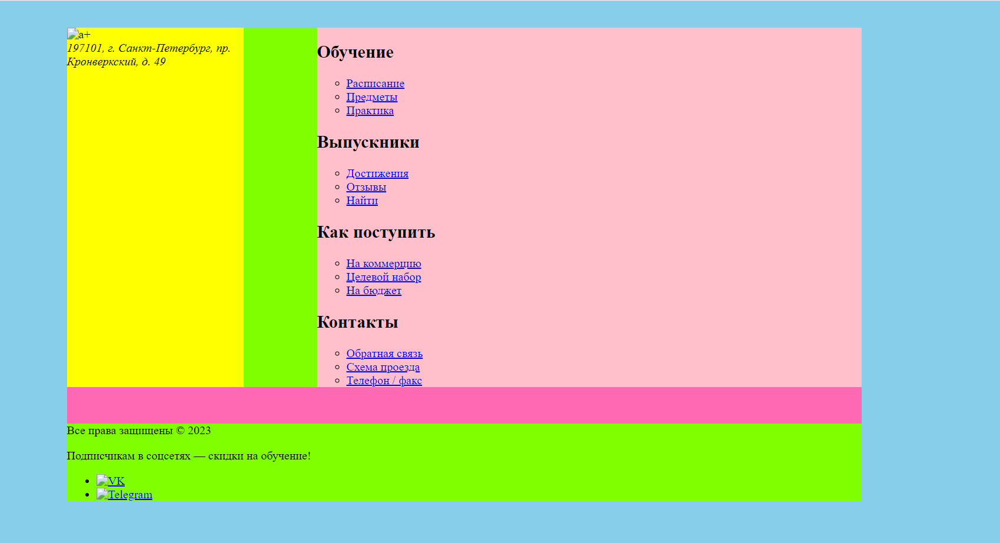 a+
197101, г. Санкт-Петербург, пр.
Кронверкский, д. 49
Обучение
Расписание
Предметы
Практика
Выпускники
Достижения
Отзывы
Найти
Как поступить
На коммерцию
Целевой набор
На бюджет
Контакты
Обратная связь
Схема проезда
Телефон / факс
Все права защищены © 2023
Подписчикам в соцсетях — скидки на обучение!
VK
Telegram